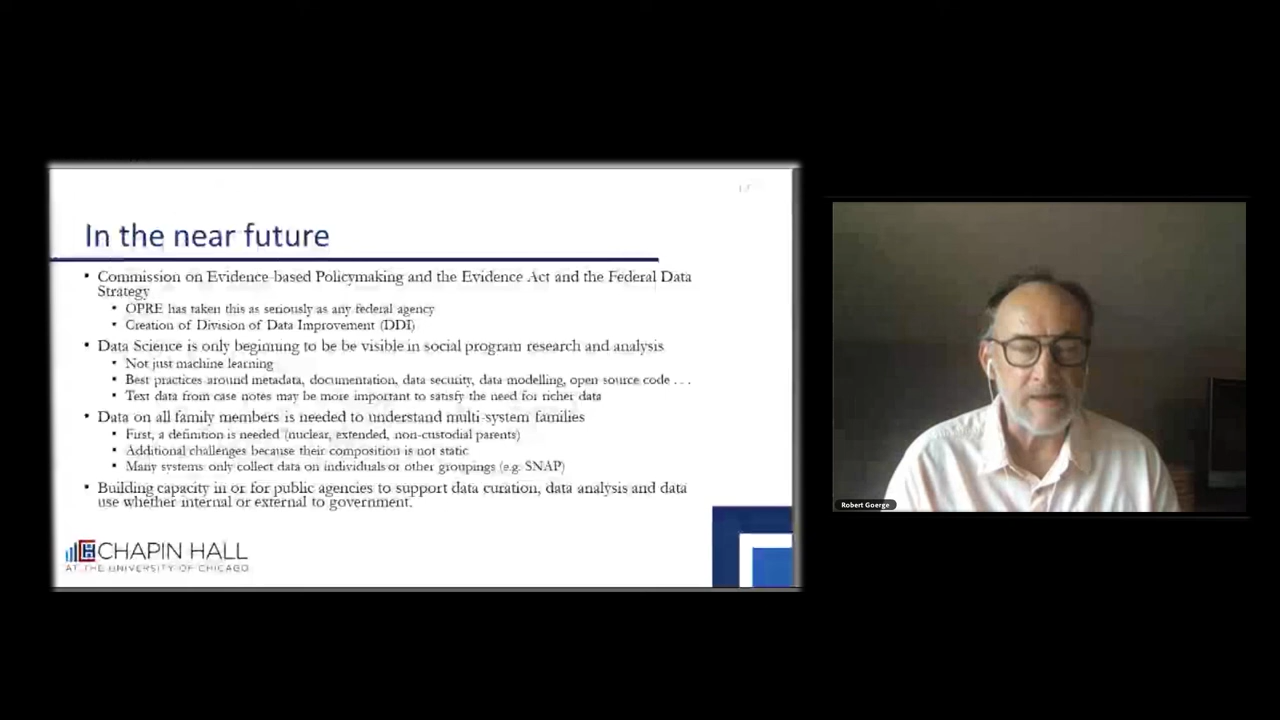 In the near future
• Commission on Evidence-based Policymaking and the Evidence Act and the Federal Data
Strategy
• OPRE has taken this as seriously as any federal agency
• Creation of Division of Data Improvement (DDI)
• Data Science is only beginning to be be visible in social program research and analysis
• Not just machine learning
• Best practices around metadata, documentation, data security, data modelling, open source code . . .
• Text data from case notes may be more important to satisfy the need for richer data
• Data on all family members is needed to understand multi-system families
• First, a definition is needed (nuclear, extended, non-custodial parents)
• Additional challenges because their composition is not static
• Many systems only collect data on individuals or other groupings (e.g. SNAP)
• Building capacity in or for public agencies to support data curation, data analysis and data
use whether internal or external to government.
CHAPIN HALL
AT THE UNIVERSITY OF CHICAGO
Robert Goerge